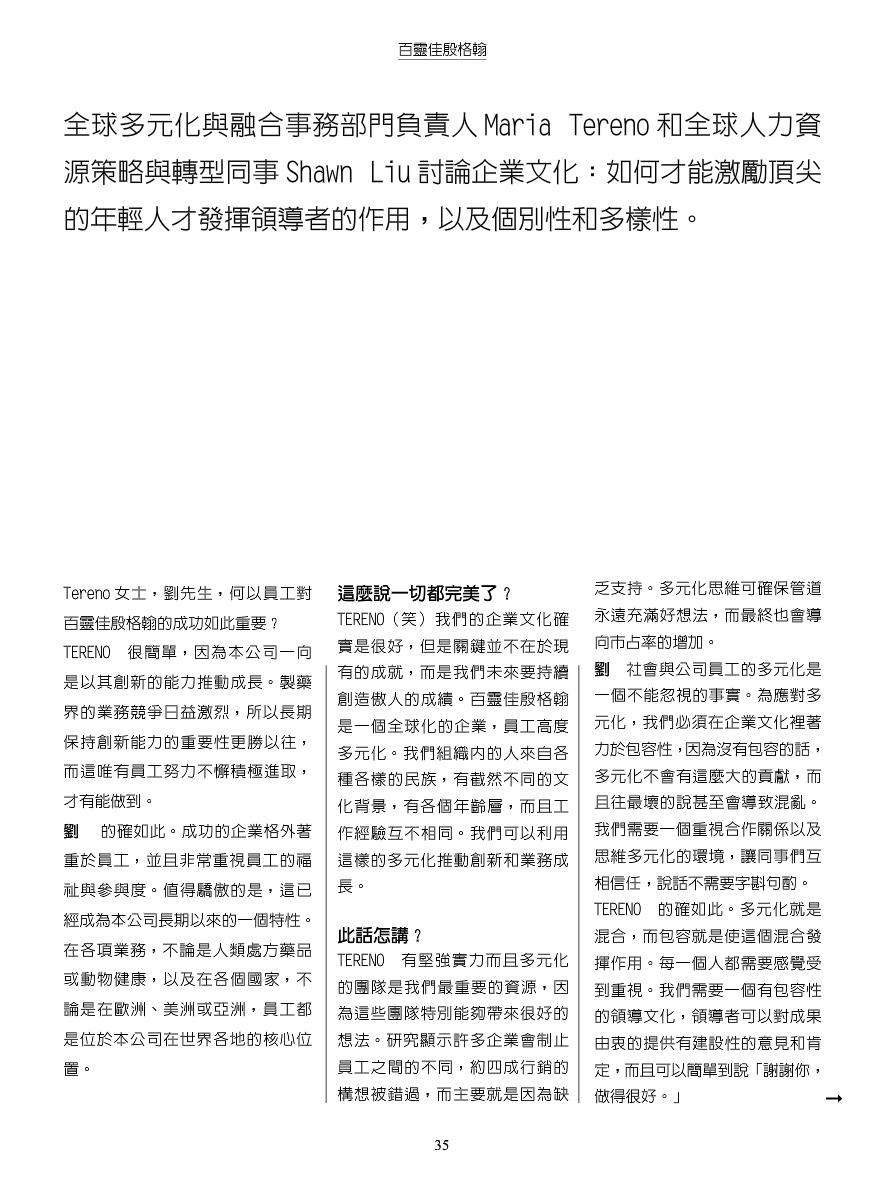 百靈佳殷格翰
全球多元化與融合事務部門負責人 Maria Tereno 和全球人力資
源策略與轉型同事 Shawn Liu 討論企業文化：如何才能激勵頂尖
的年輕人才發揮領導者的作用，以及個別性和多樣性。
Tereno 女士，劉先生，何以員工對
百靈佳殷格翰的成功如此重要？
TERENO 很簡單，因為本公司一向
是以其創新的能力推動成長。製藥
界的業務競爭日益激烈，所以長期
保持創新能力的重要性更勝以往，
而這唯有員工努力不懈積極進取，
才有能做到。
劉 的確如此。成功的企業格外著
重於員工，並且非常重視員工的福
祉與參與度。值得驕傲的是，這已
經成為本公司長期以來的一個特性。
在各項業務，不論是人類處方藥品
或動物健康，以及在各個國家，不
論是在歐洲、美洲或亞洲，員工都
是位於本公司在世界各地的核心位
置。
這麼說一切都完美了？
TERENO（笑）我們的企業文化確
實是很好，但是關鍵並不在於現
有的成就，而是我們未來要持續
創造傲人的成績。百靈佳殷格翰
是一個全球化的企業，員工高度
多元化。我們組織内的人來自各
種各樣的民族，有截然不同的文
化背景，有各個年齡層，而且工
作經驗互不相同。我們可以利用
這樣的多元化推動創新和業務成
長。
此話怎講？
TERENO 有堅強實力而且多元化
的團隊是我們最重要的資源，因
為這些團隊特別能夠帶來很好的
想法。研究顯示許多企業會制止
員工之間的不同，約四成行銷的
構想被錯過，而主要就是因為缺
乏支持。多元化思維可確保管道
永遠充滿好想法，而最終也會導
向市占率的增加。
劉 社會與公司員工的多元化是
一個不能忽視的事實。為應對多
元化，我們必須在企業文化裡著
力於包容性，因為沒有包容的話，
多元化不會有這麼大的貢獻，而
且往最壞的說甚至會導致混亂。
我們需要一個重視合作關係以及
思維多元化的環境，讓同事們互
相信任，說話不需要字斟句酌。
TERENO 的確如此。多元化就是
混合，而包容就是使這個混合發
揮作用。每一個人都需要感覺受
到重視。我們需要一個有包容性
的領導文化，領導者可以對成果
由衷的提供有建設性的意見和肯
定，而且可以簡單到說「謝謝你，
做得很好。」
35